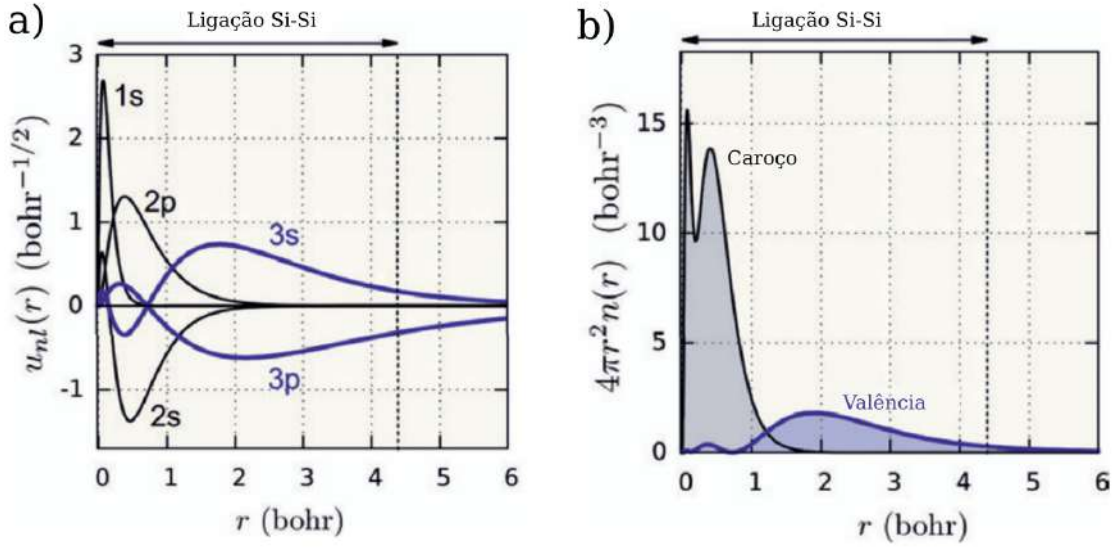 a)
Ligação Si-Si
3
2
1
0
-1
u_{nl}(r) (bohr^{−1/2})
1s
2p
3s
3p
2s
0 1 2 3 4 5 6
r (bohr)
b)
Ligação Si-Si
15
10
5
0
4πr²n(r) (bohr⁻³)
Caroço
Valência
0 1 2 3 4 5 6
r (bohr)